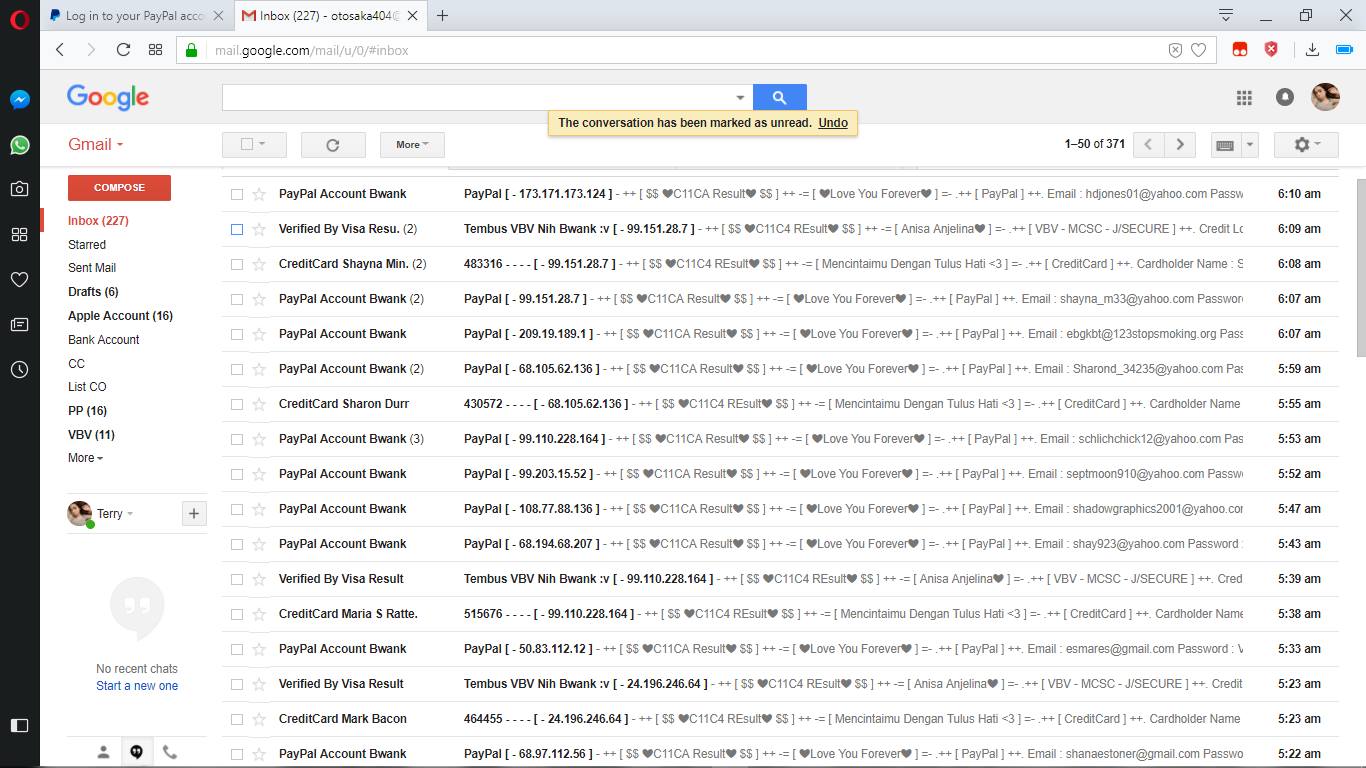 Log in to your PayPal acco
Inbox (227) - otosaka404@
mail.google.com/mail/u/0/#inbox
Google
The conversation has been marked as unread. Undo
Gmail
More
1–50 of 371
COMPOSE
Inbox (227)
Starred
Sent Mail
Drafts (6)
Apple Account (16)
Bank Account
CC
List CO
PP (16)
VBV (11)
More
Terry
No recent chats
Start a new one
PayPal Account Bwank PayPal [ - 173.171.173.124 ] - ++ [ $$ ♥C11CA Result♥ $$ ] ++ -= [ ♥Love You Forever♥ ] =- .++ [ PayPal ] ++. Email : hdjones01@yahoo.com Passw 6:10 am
Verified By Visa Resu. (2) Tembus VBV Nih Bwank :v [ - 99.151.28.7 ] - ++ [ $$ ♥C11C4 REsult♥ $$ ] ++ -= [ Anisa Anjelina♥ ] =- .++ [ VBV - MCSC - J/SECURE ] ++. Credit Lo 6:09 am
CreditCard Shayna Min. (2) 483316 - - - - [ - 99.151.28.7 ] - ++ [ $$ ♥C11C4 REsult♥ $$ ] ++ -= [ Mencintaimu Dengan Tulus Hati <3 ] =- .++ [ CreditCard ] ++. Cardholder Name : S 6:08 am
PayPal Account Bwank (2) PayPal [ - 99.151.28.7 ] - ++ [ $$ ♥C11CA Result♥ $$ ] ++ -= [ ♥Love You Forever♥ ] =- .++ [ PayPal ] ++. Email : shayna_m33@yahoo.com Password 6:07 am
PayPal Account Bwank PayPal [ - 209.19.189.1 ] - ++ [ $$ ♥C11CA Result♥ $$ ] ++ -= [ ♥Love You Forever♥ ] =- .++ [ PayPal ] ++. Email : ebgkbt@123stopsmoking.org Pass 6:07 am
PayPal Account Bwank (2) PayPal [ - 68.105.62.136 ] - ++ [ $$ ♥C11CA Result♥ $$ ] ++ -= [ ♥Love You Forever♥ ] =- .++ [ PayPal ] ++. Email : Sharond_34235@yahoo.com Pas 5:59 am
CreditCard Sharon Durr 430572 - - - - [ - 68.105.62.136 ] - ++ [ $$ ♥C11C4 REsult♥ $$ ] ++ -= [ Mencintaimu Dengan Tulus Hati <3 ] =- .++ [ CreditCard ] ++. Cardholder Name 5:55 am
PayPal Account Bwank (3) PayPal [ - 99.110.228.164 ] - ++ [ $$ ♥C11CA Result♥ $$ ] ++ -= [ ♥Love You Forever♥ ] =- .++ [ PayPal ] ++. Email : schlichchick12@yahoo.com Pas 5:53 am
PayPal Account Bwank PayPal [ - 99.203.15.52 ] - ++ [ $$ ♥C11CA Result♥ $$ ] ++ -= [ ♥Love You Forever♥ ] =- .++ [ PayPal ] ++. Email : septmoon910@yahoo.com Passw 5:52 am
PayPal Account Bwank PayPal [ - 108.77.88.136 ] - ++ [ $$ ♥C11CA Result♥ $$ ] ++ -= [ ♥Love You Forever♥ ] =- .++ [ PayPal ] ++. Email : shadowgraphics2001@yahoo.cor 5:47 am
PayPal Account Bwank PayPal [ - 68.194.68.207 ] - ++ [ $$ ♥C11CA Result♥ $$ ] ++ -= [ ♥Love You Forever♥ ] =- .++ [ PayPal ] ++. Email : shay923@yahoo.com Password : 5:43 am
Verified By Visa Result Tembus VBV Nih Bwank :v [ - 99.110.228.164 ] - ++ [ $$ ♥C11C4 REsult♥ $$ ] ++ -= [ Anisa Anjelina♥ ] =- .++ [ VBV - MCSC - J/SECURE ] ++. Cred 5:39 am
CreditCard Maria S Ratte. 515676 - - - - [ - 99.110.228.164 ] - ++ [ $$ ♥C11C4 REsult♥ $$ ] ++ -= [ Mencintaimu Dengan Tulus Hati <3 ] =- .++ [ CreditCard ] ++. Cardholder Name 5:38 am
PayPal Account Bwank PayPal [ - 50.83.112.12 ] - ++ [ $$ ♥C11CA Result♥ $$ ] ++ -= [ ♥Love You Forever♥ ] =- .++ [ PayPal ] ++. Email : esmares@gmail.com Password : V 5:33 am
Verified By Visa Result Tembus VBV Nih Bwank :v [ - 24.196.246.64 ] - ++ [ $$ ♥C11C4 REsult♥ $$ ] ++ -= [ Anisa Anjelina♥ ] =- .++ [ VBV - MCSC - J/SECURE ] ++. Credit 5:23 am
CreditCard Mark Bacon 464455 - - - - [ - 24.196.246.64 ] - ++ [ $$ ♥C11C4 REsult♥ $$ ] ++ -= [ Mencintaimu Dengan Tulus Hati <3 ] =- .++ [ CreditCard ] ++. Cardholder Name 5:23 am
PayPal Account Bwank PayPal [ - 68.97.112.56 ] - ++ [ $$ ♥C11CA Result♥ $$ ] ++ -= [ ♥Love You Forever♥ ] =- .++ [ PayPal ] ++. Email : shanaestoner@gmail.com Passwo 5:22 am